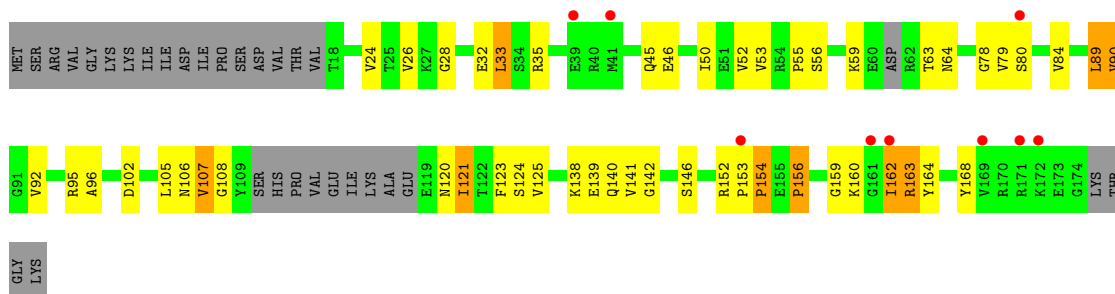 MET SER ARG VAL GLY LYS LYS ILE ILE ASP ILE PRO SER ASP VAL THR VAL T18 V24 T25 V26 K27 G28 E32 L33 S34 R35 E39 R40 M41 Q45 E46 I50 E51 V52 V53 R54 P55 S56 K59 E60 ASP R62 T63 N64 G78 V79 S80 V84 L89 V90
G91 V92 R95 A96 D102 L105 N106 V107 G108 Y109 SER HIS PRO VAL GLU ILE LYS ALA GLU E119 N120 I121 T122 F123 S124 V125 K138 E139 Q140 V141 G142 S146 R152 P153 P154 E155 P156 G159 K160 G161 I162 R163 Y164 Y168 V169 R170 R171 K172 E173 G174 LYS THR
GLY LYS